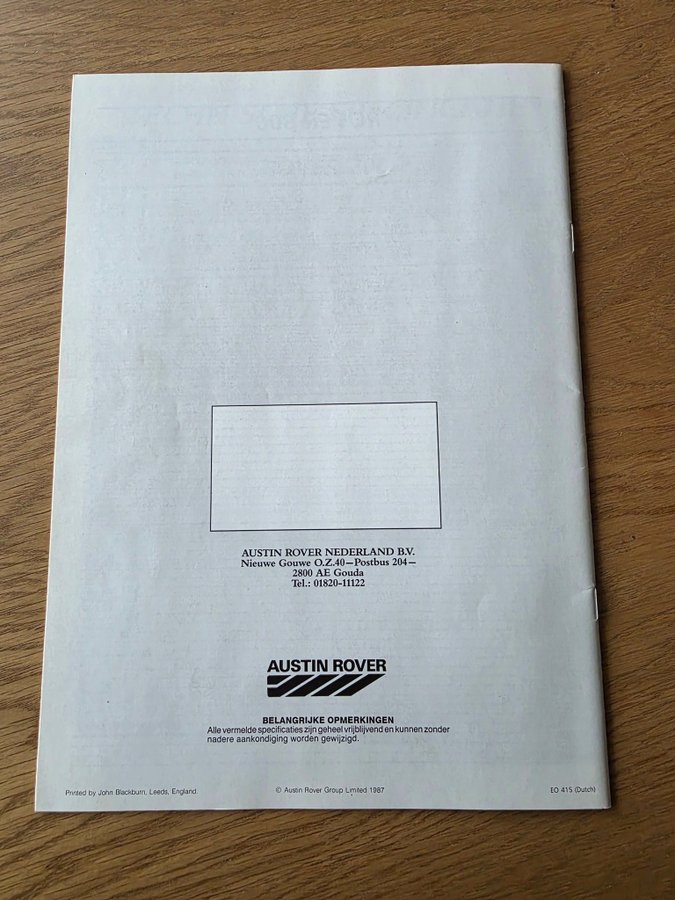 AUSTIN ROVER NEDERLAND B.V.
Nieuwe Gouwe O.Z.40—Postbus 204—
2800 AE Gouda
Tel.: 01820-11122
AUSTIN ROVER
BELANGRIJKE OPMERKINGEN
Alle vermelde specificaties zijn geheel vrijblijvend en kunnen zonder
nadere aankondiging worden gewijzigd.
Printed by John Blackburn, Leeds, England
© Austin Rover Group Limited 1987
EO 415 (Dutch)